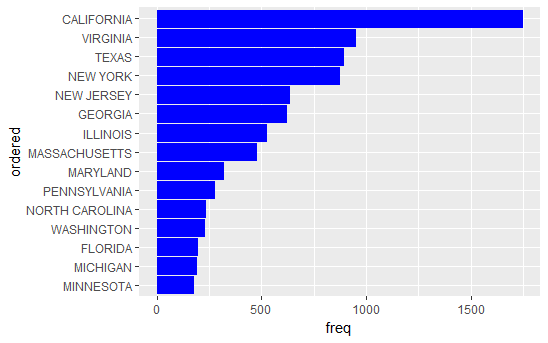 CALIFORNIA
VIRGINIA
TEXAS
NEW YORK
NEW JERSEY
GEORGIA
ILLINOIS
MASSACHUSETTS
MARYLAND
PENNSYLVANIA
NORTH CAROLINA
WASHINGTON
FLORIDA
MICHIGAN
MINNESOTA
ordered
0 500 1000 1500
freq